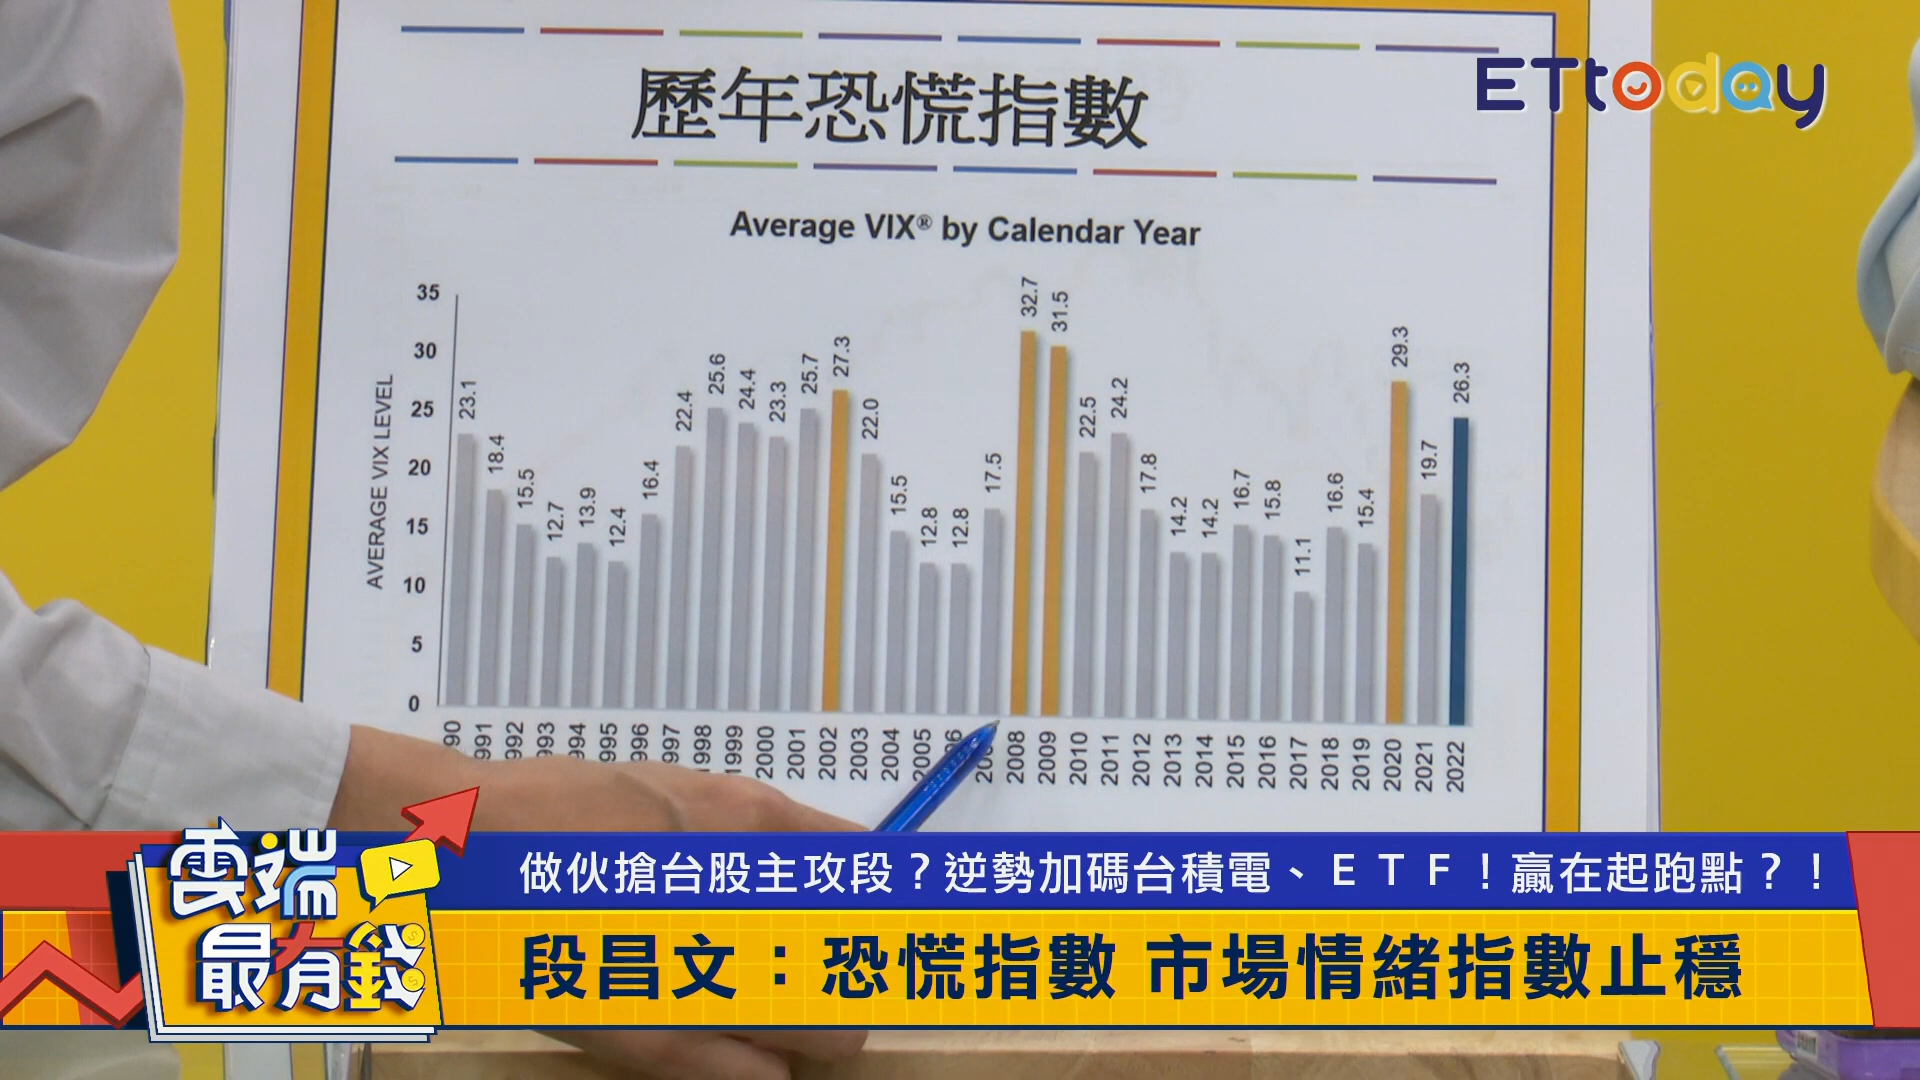 ETtoday
歷年恐慌指數
Average VIX® by Calendar Year
AVERAGE VIX LEVEL
35
30
25
20
15
10
5
0
23.1 18.4 15.5 12.7 13.9 12.4 16.4 22.4 25.6 24.4 23.3 25.7 27.3 22.0 15.5 12.8 12.8 17.5 32.7 31.5 22.5 24.2 17.8 14.2 14.2 16.7 15.8 11.1 16.6 15.4 29.3 19.7 26.3
90 991 992 993 994 995 996 997 1998 1999 2000 2001 2002 2003 2004 2005 2008 2009 2010 2011 2012 2013 2014 2015 2016 2017 2018 2019 2020 2021 2022
雲端
最有錢
做伙搶台股主攻段？逆勢加碼台積電、ＥＴＦ！贏在起跑點？！
段昌文：恐慌指數 市場情緒指數止穩